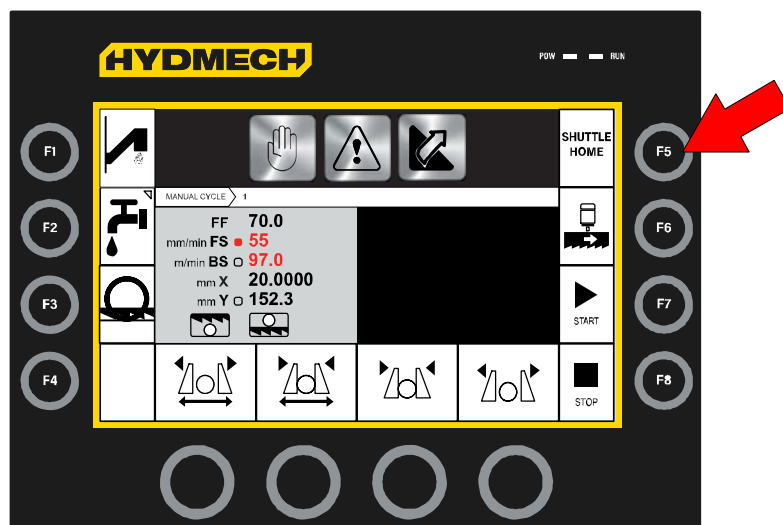 HYDMECH
POW
RUN
F1
F2
F3
F4
SHUTTLE
HOME
F5
F6
F7
F8
MANUAL CYCLE 1
FF 70.0
mm/min FS 55
m/min BS 97.0
mm X 20.0000
mm Y 152.3
START
STOP